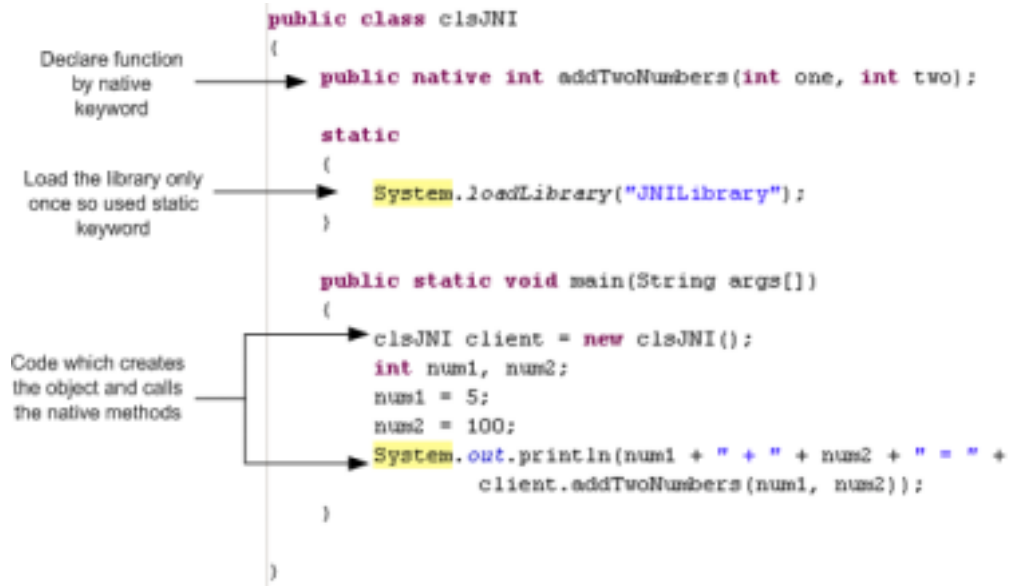 public class clsJNI
{
Declare function
by native
keyword
public native int addTwoNumbers(int one, int two);
static
{
Load the library only
once so used static
keyword
System.loadLibrary("JNILibrary");
}
public static void main(String args[])
{
Code which creates
the object and calls
the native methods
clsJNI client = new clsJNI();
int num1, num2;
num1 = 5;
num2 = 100;
System.out.println(num1 + " + " + num2 + " = " +
client.addTwoNumbers(num1, num2));
}
}